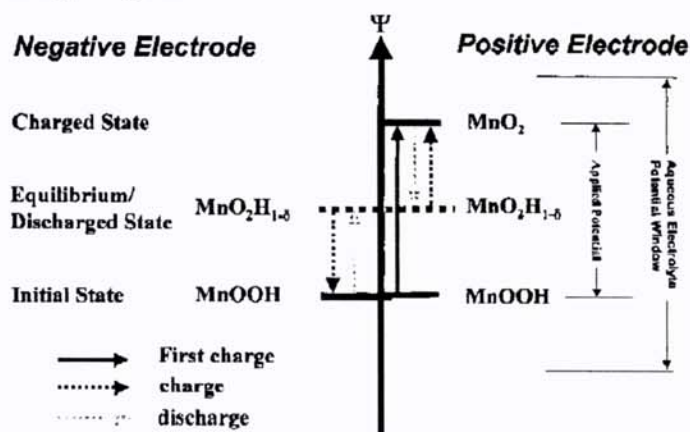 Ψ
Negative Electrode Positive Electrode
Charged State MnO₂
Equilibrium/
Discharged State MnO₂H₁₋δ MnO₂H₁₋δ
Initial State MnOOH MnOOH
First charge
charge
discharge
Applied Potential
Aqueous Electrolyte
Potential Window